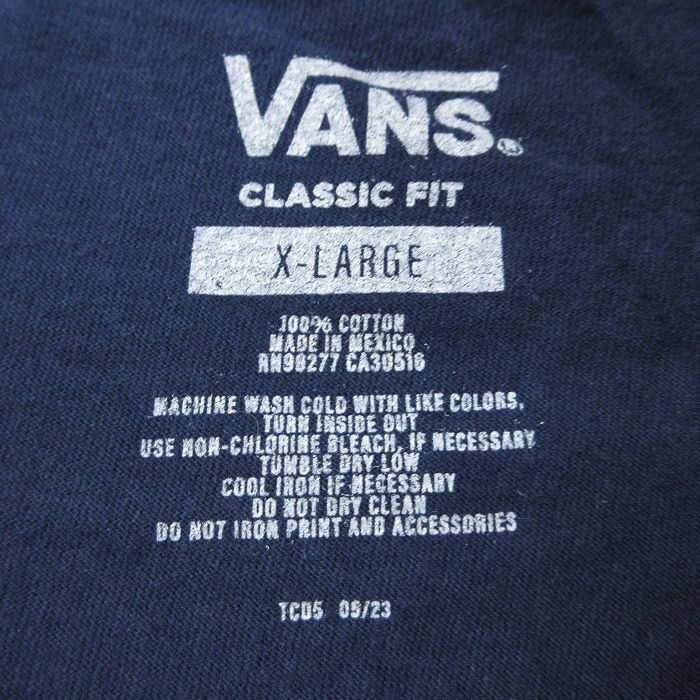 VANS®
CLASSIC FIT
X-LARGE
100% COTTON
MADE IN MEXICO
RN98277 CA30516
MACHINE WASH COLD WITH LIKE COLORS.
TURN INSIDE OUT
USE NON-CHLORINE BLEACH, IF NECESSARY
TUMBLE DRY LOW
COOL IRON IF NECESSARY
DO NOT DRY CLEAN
DO NOT IRON PRINT AND ACCESSORIES
TCD5 09/23